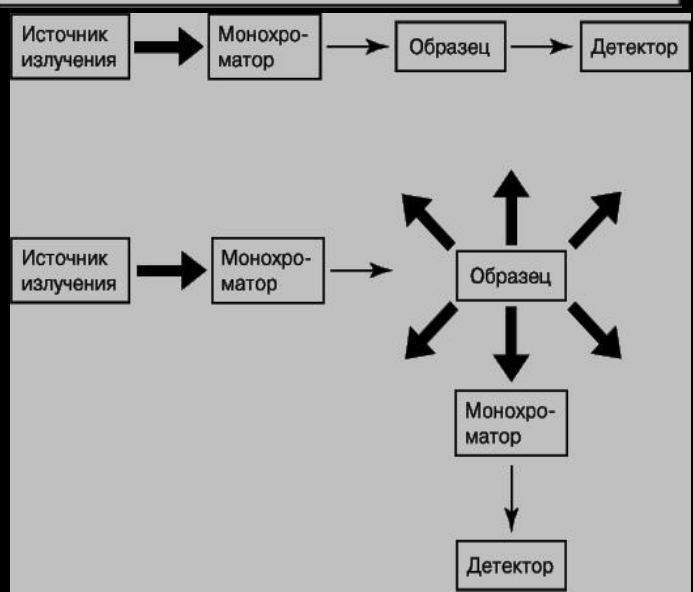 Источник
излучения
Монохро-
матор
Образец
Детектор
Источник
излучения
Монохро-
матор
Образец
Монохро-
матор
Детектор